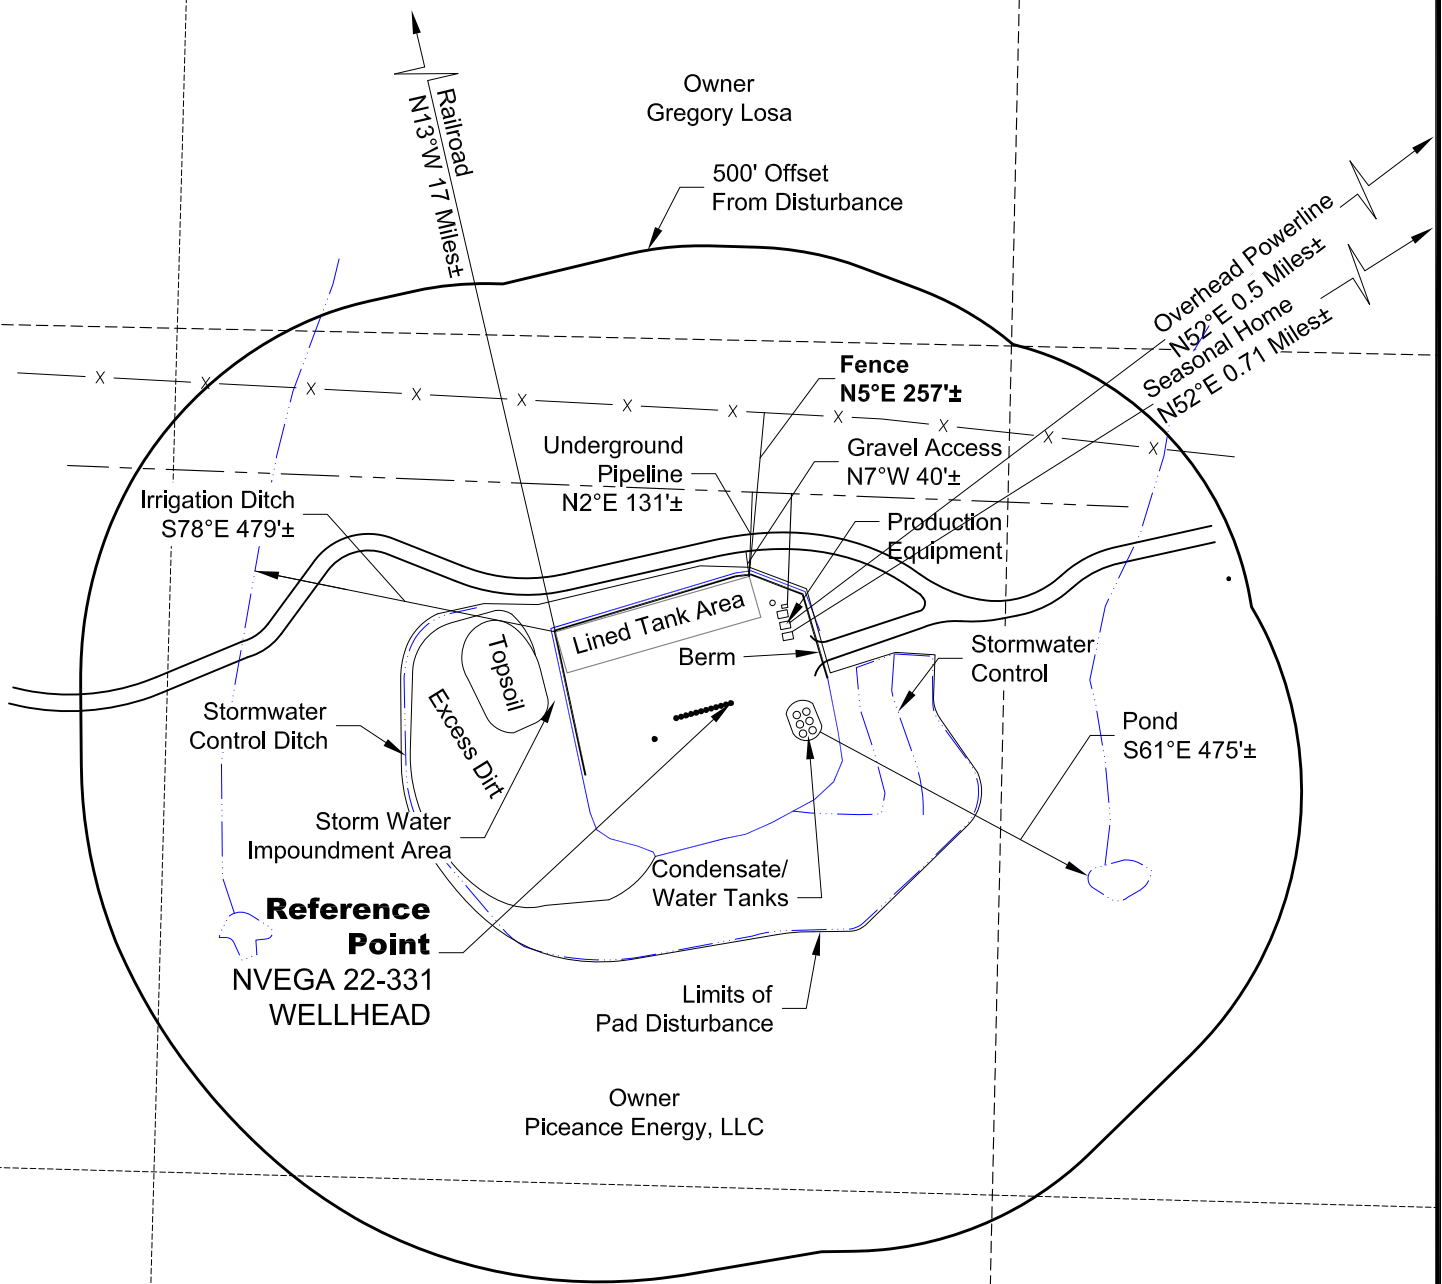 Owner
Gregory Losa
500' Offset
From Disturbance
Railroad
N13°W 17 Miles±
Overhead Powerline
N52°E 0.5 Miles±
Seasonal Home
N52°E 0.71 Miles±
Fence
N5°E 257'±
Underground
Pipeline
N2°E 131'±
Gravel Access
N7°W 40'±
Irrigation Ditch
S78°E 479'±
Production
Equipment
Lined Tank Area
Topsoil
Berm
Stormwater
Control
Excess Dirt
Stormwater
Control Ditch
Pond
S61°E 475'±
Storm Water
Impoundment Area
Condensate/
Water Tanks
Reference
Point
NVEGA 22-331
WELLHEAD
Limits of
Pad Disturbance
Owner
Piceance Energy, LLC
X X X X X X X X X X X